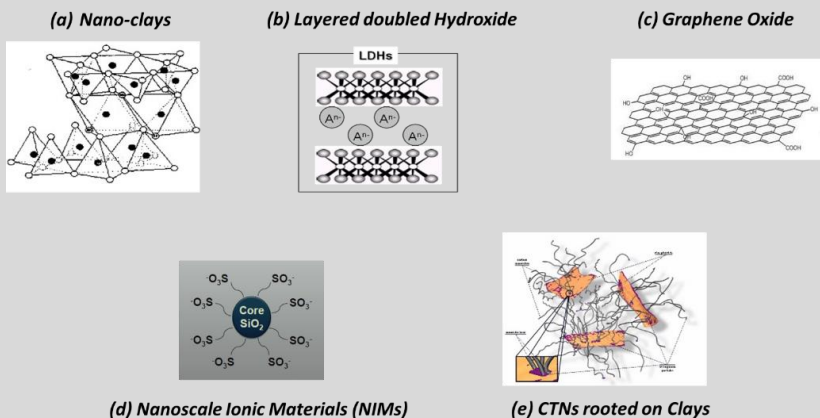 (a) Nano-clays
(b) Layered doubled Hydroxide
(c) Graphene Oxide
LDHs
Aⁿ⁻ Aⁿ⁻
Aⁿ⁻ Aⁿ⁻
OH
OH
COOH
COOH
HO
OH
OH
HO
COOH
⁻O₃S SO₃⁻
⁻O₃S SO₃⁻
Core
SiO₂
⁻O₃S SO₃⁻
⁻O₃S SO₃⁻
(d) Nanoscale Ionic Materials (NIMs)
(e) CTNs rooted on Clays